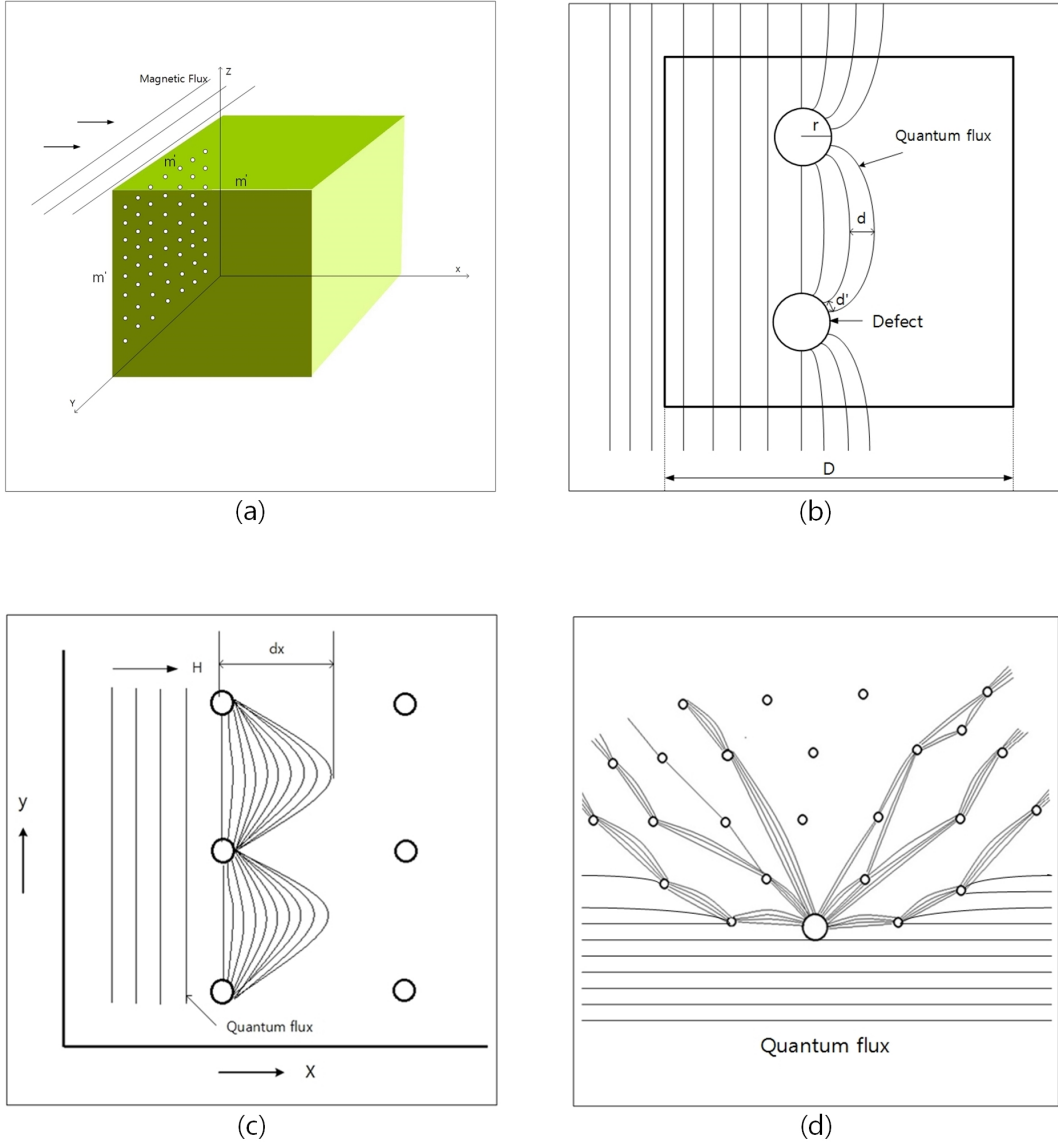 Magnetic Flux
Z
m'
m'
m'
x
Y
(a)
r
Quantum flux
d
d'
Defect
D
(b)
dx
H
y
Quantum flux
X
(c)
Quantum flux
(d)